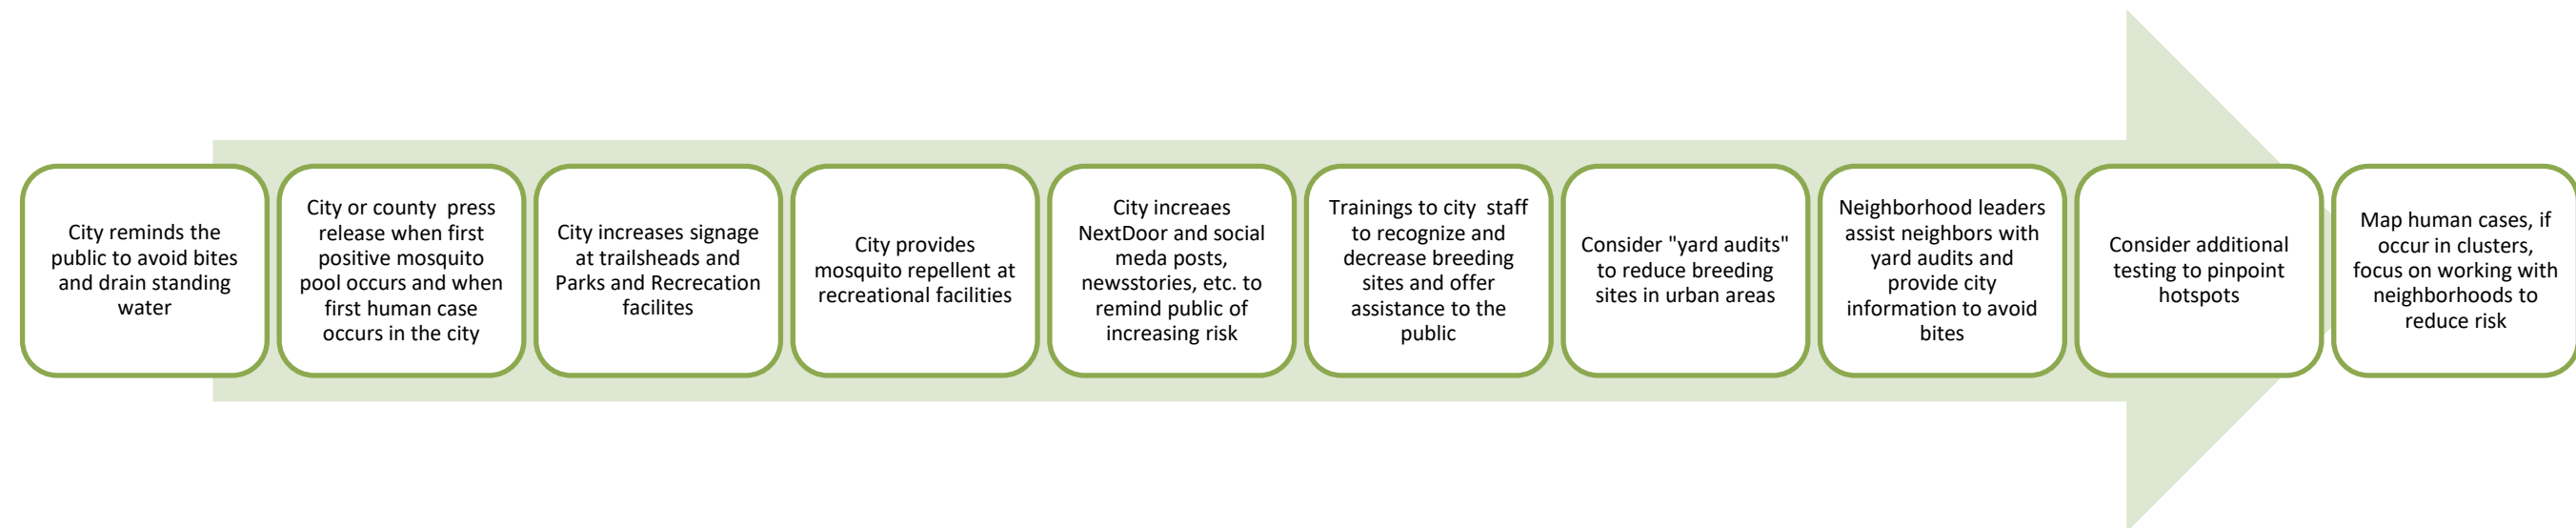 City reminds the
public to avoid bites
and drain standing
water
City or county  press
release when first
positive mosquito
pool occurs and when
first human case
occurs in the city
City increases signage
at trailsheads and
Parks and Recrecation
facilites
City provides
mosquito repellent at
recreational facilities
City increaes
NextDoor and social
meda posts,
newsstories, etc. to
remind public of
increasing risk
Trainings to city  staff
to recognize and
decrease breeding
sites and offer
assistance to the
public
Consider "yard audits"
to reduce breeding
sites in urban areas
Neighborhood leaders
assist neighbors with
yard audits and
provide city
information to avoid
bites
Consider additional
testing to pinpoint
hotspots
Map human cases, if
occur in clusters,
focus on working with
neighborhoods to
reduce risk